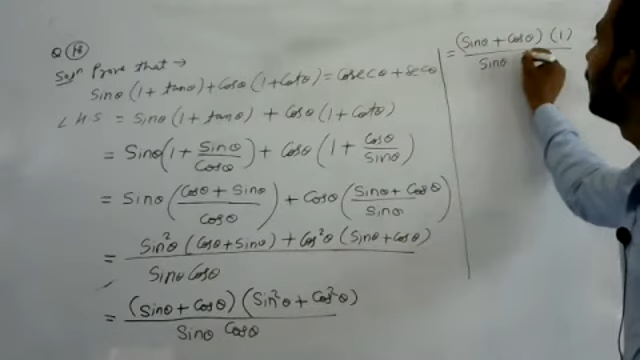 Q 18
Solⁿ Prove that →
Sinθ (1 + tanθ) + Cosθ (1 + Cotθ) = Cosecθ + Secθ
LHS = Sinθ (1 + tanθ) + Cosθ (1 + Cotθ)
= Sinθ (1 + Sinθ/Cosθ) + Cosθ (1 + Cosθ/Sinθ)
= Sinθ ((Cosθ + Sinθ)/Cosθ) + Cosθ ((Sinθ + Cosθ)/Sinθ)
= (Sin²θ (Cosθ + Sinθ) + Cos²θ (Sinθ + Cosθ))/(Sinθ Cosθ)
= ((Sinθ + Cosθ) (Sin²θ + Cos²θ))/(Sinθ Cosθ)
= (Sinθ + Cosθ) (1)
Sinθ